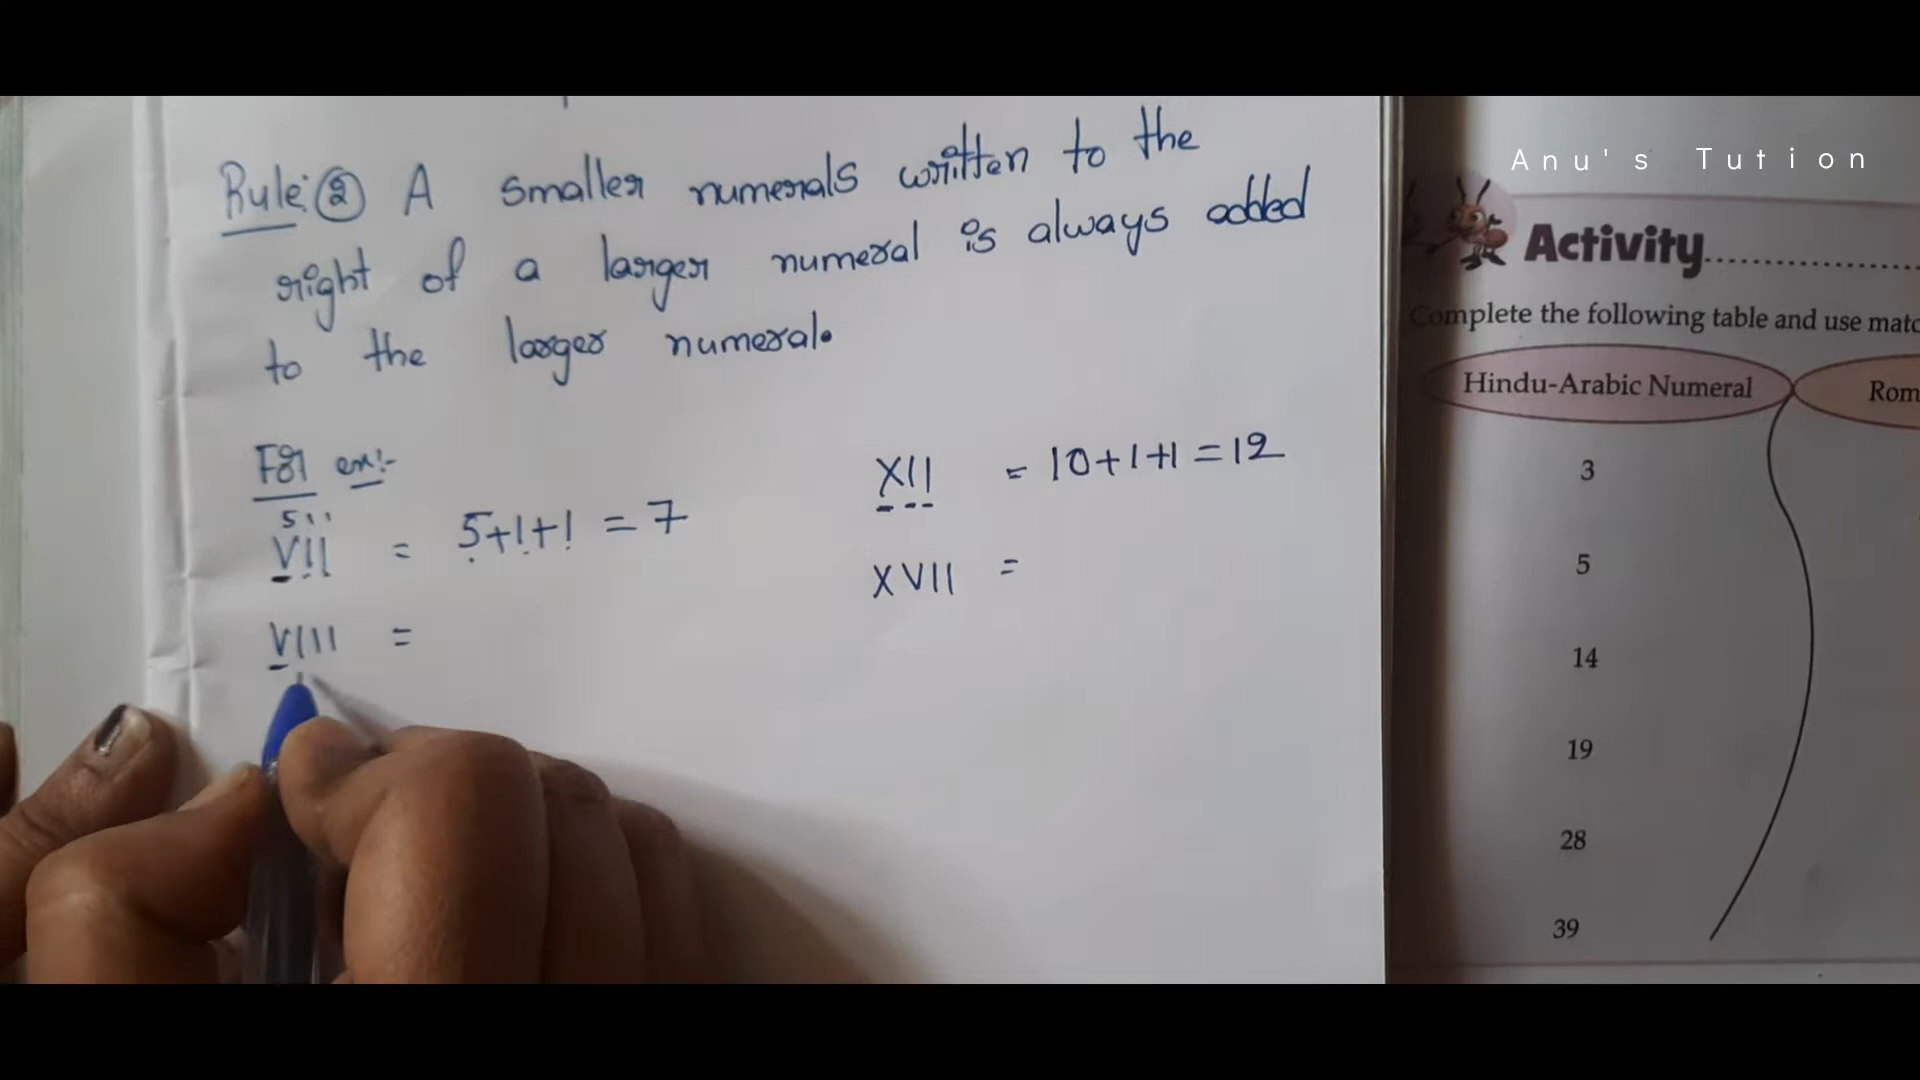 Rule: ② A smaller numerals written to the
right of a larger numeral is always added
to the larger numeral.
For ex:-
5 1 1
VII = 5+1+1 = 7
VIII =
XII = 10+1+1 = 12
XVII =
Anu's Tution
Activity
Complete the following table and use
Hindu-Arabic Numeral
3
5
14
19
28
39